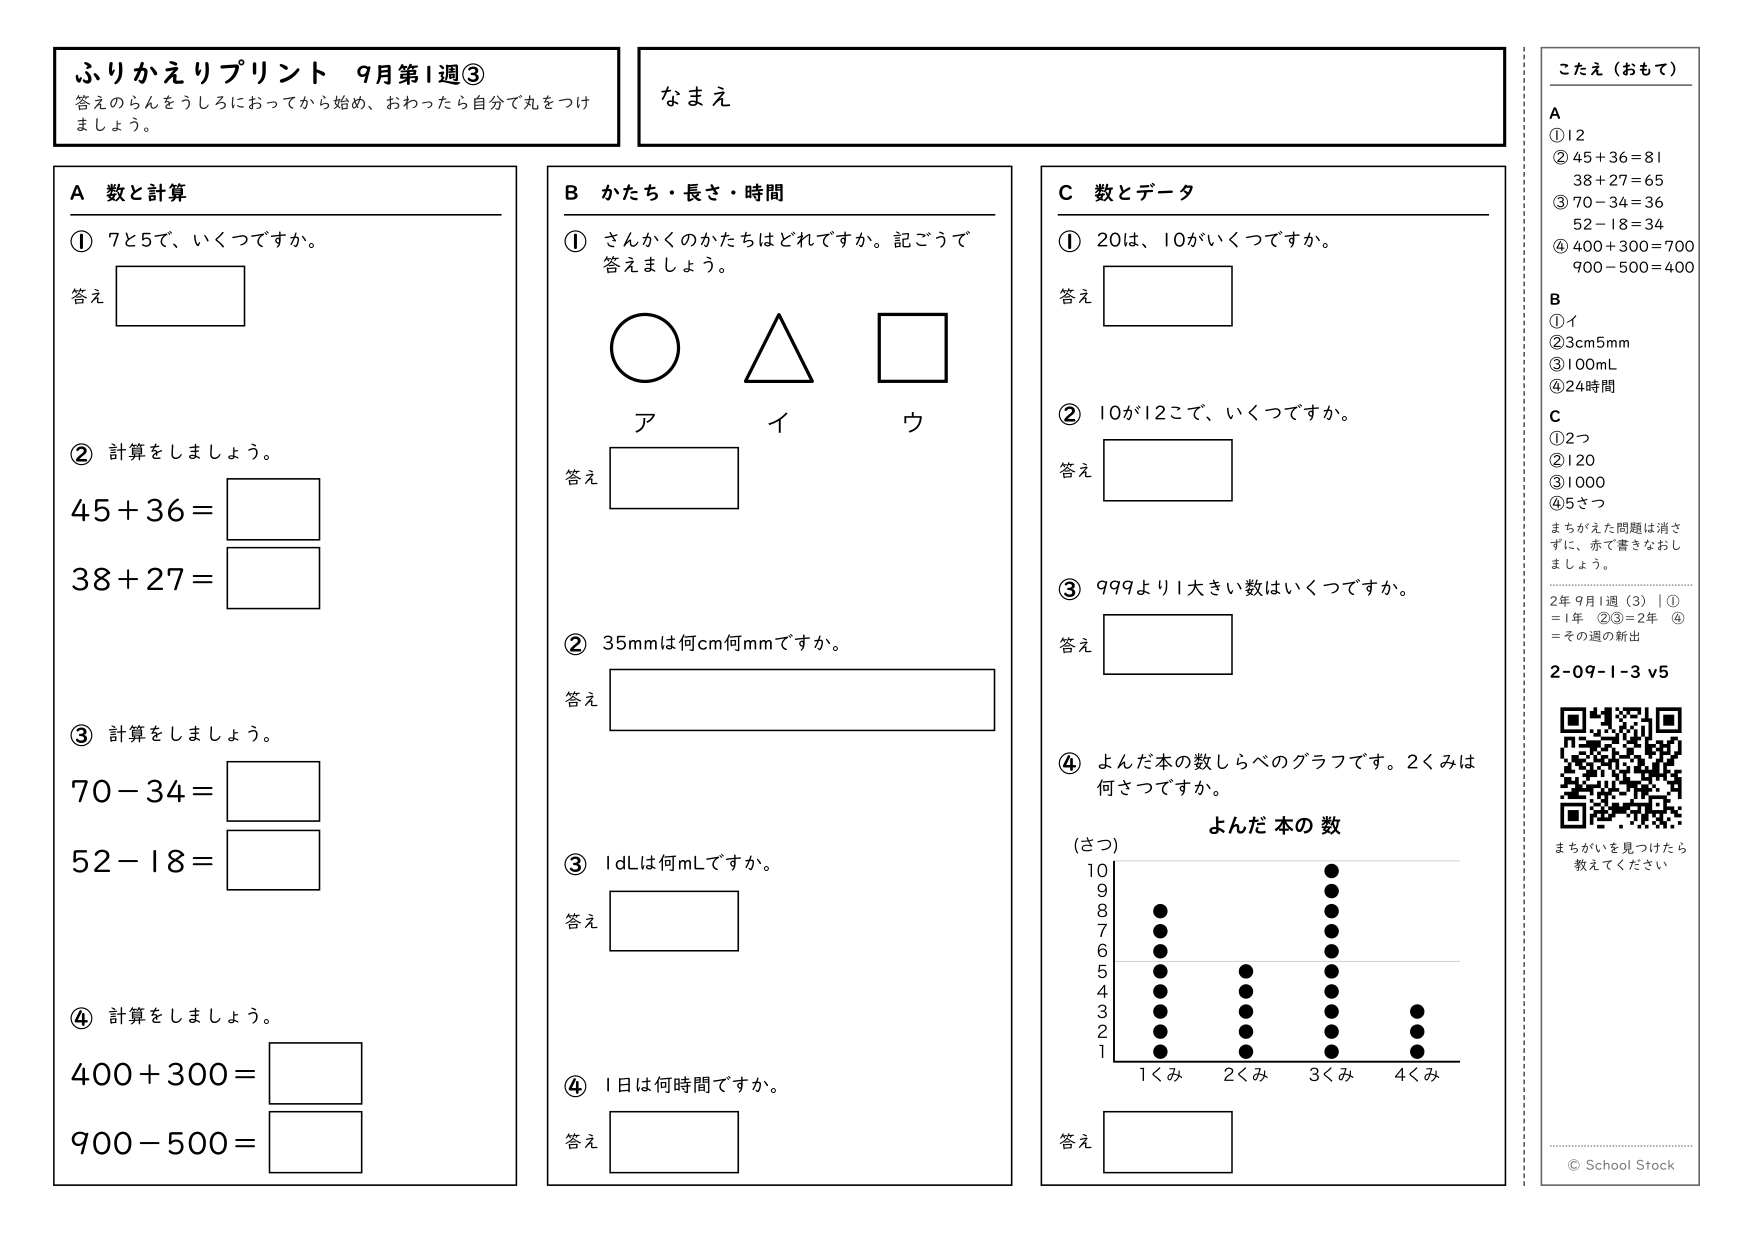 ふりかえりプリント　9月第1週③
答えのらんをうしろにおってから始め、おわったら自分で丸をつけ
ましょう。
なまえ
A　数と計算
① 7と5で、いくつですか。
答え
② 計算をしましょう。
45＋36＝
38＋27＝
③ 計算をしましょう。
70－34＝
52－18＝
④ 計算をしましょう。
400＋300＝
900－500＝
B　かたち・長さ・時間
① さんかくのかたちはどれですか。記ごうで
答えましょう。
ア　イ　ウ
答え
② 35mmは何cm何mmですか。
答え
③ 1dLは何mLですか。
答え
④ 1日は何時間ですか。
答え
C　数とデータ
① 20は、10がいくつですか。
答え
② 10が12こで、いくつですか。
答え
③ 999より1大きい数はいくつですか。
答え
④ よんだ本の数しらべのグラフです。2くみは
何さつですか。
よんだ 本の 数
(さつ)
10
9
8
7
6
5
4
3
2
1
1くみ　2くみ　3くみ　4くみ
答え
こたえ（おもて）
A
①12
② 45＋36＝81
38＋27＝65
③ 70－34＝36
52－18＝34
④ 400＋300＝700
900－500＝400
B
①イ
②3cm5mm
③100mL
④24時間
C
①2つ
②120
③1000
④5さつ
まちがえた問題は消さ
ずに、赤で書きなおし
ましょう。
2年 9月1週（3）｜①
＝1年　②③＝2年　④
＝その週の新出
2-09-1-3 v5
まちがいを見つけたら
教えてください
© School Stock